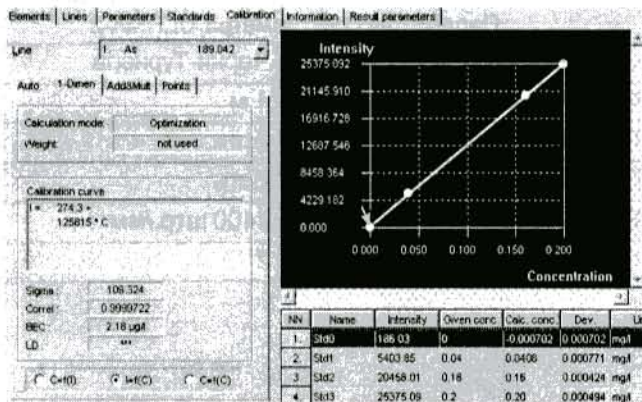 Elements Lines Parameters Standards Calibration Information Result parameters
Line 1 As 189.042
Auto 1-Dimen Add&Mult Points
Calculation mode: Optimization
Weight: not used
Calibration curve
I = 274.3 +
125815 * C
Sigma 106.324
Correl 0.9999722
BEC 2.18 µg/l
LD ***
C=f(I) I=f(C) C=f(C)
Intensity
25375.092
21145.910
16916.728
12687.546
8458.364
4229.182
0.000
0.000 0.050 0.100 0.150 0.200
Concentration
NN Name Intensity Given conc. Calc. conc. Dev.
1. Std0 186.03 0 -0.000702 0.000702 mg/l
2. Std1 5403.85 0.04 0.0408 0.000771 mg/l
3 Std2 20458.01 0.16 0.16 0.000424 mg/l
4 Std3 25375.09 0.2 0.20 0.000494 mg/l